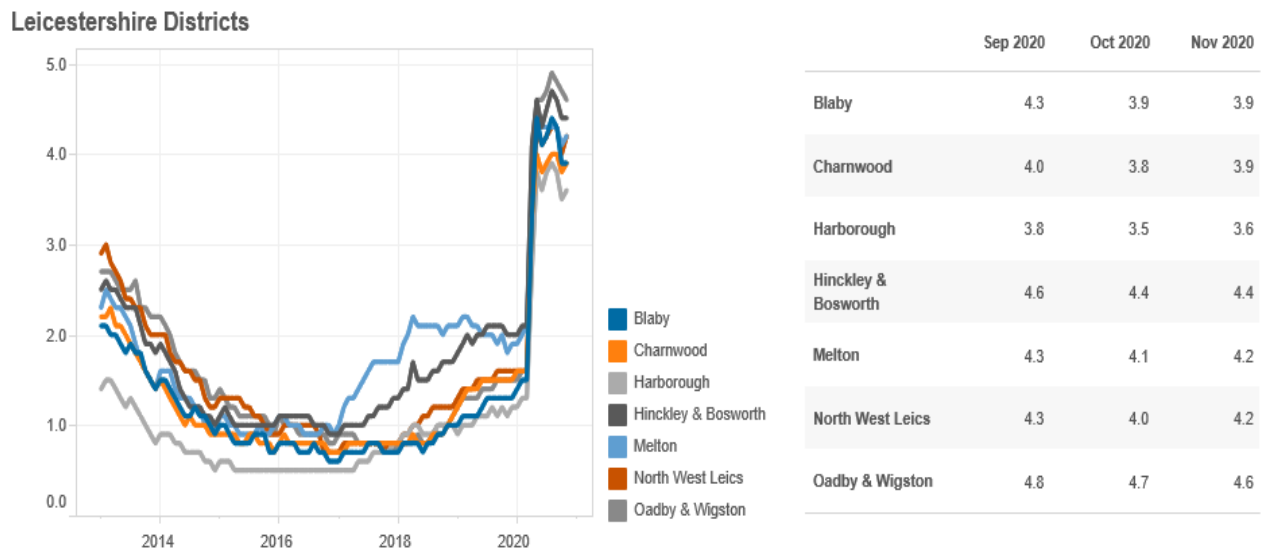 Leicestershire Districts
5.0
4.0
3.0
2.0
1.0
0.0
2014 2016 2018 2020
Blaby
Charnwood
Harborough
Hinckley & Bosworth
Melton
North West Leics
Oadby & Wigston
Sep 2020 Oct 2020 Nov 2020
Blaby 4.3 3.9 3.9
Charnwood 4.0 3.8 3.9
Harborough 3.8 3.5 3.6
Hinckley &
Bosworth 4.6 4.4 4.4
Melton 4.3 4.1 4.2
North West Leics 4.3 4.0 4.2
Oadby & Wigston 4.8 4.7 4.6